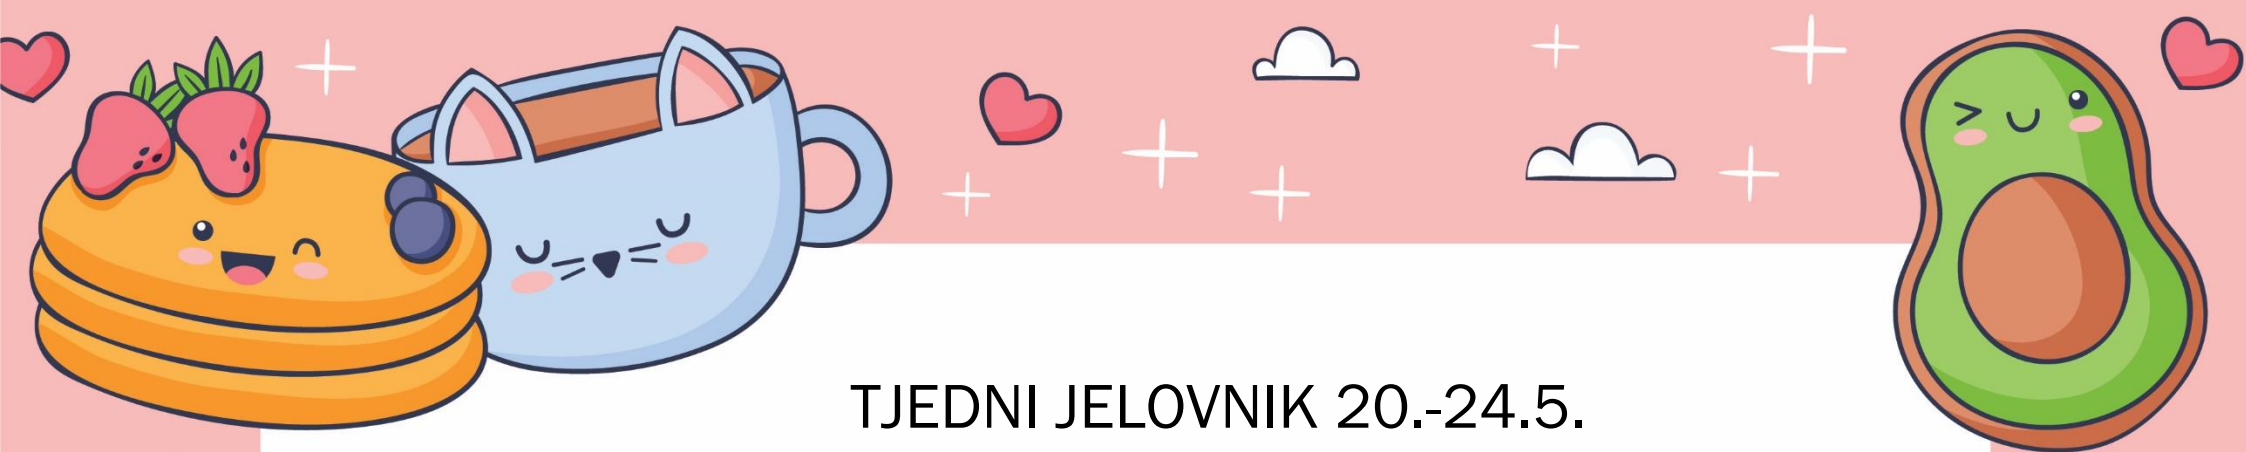 TJEDNI JELOVNIK 20.-24.5.